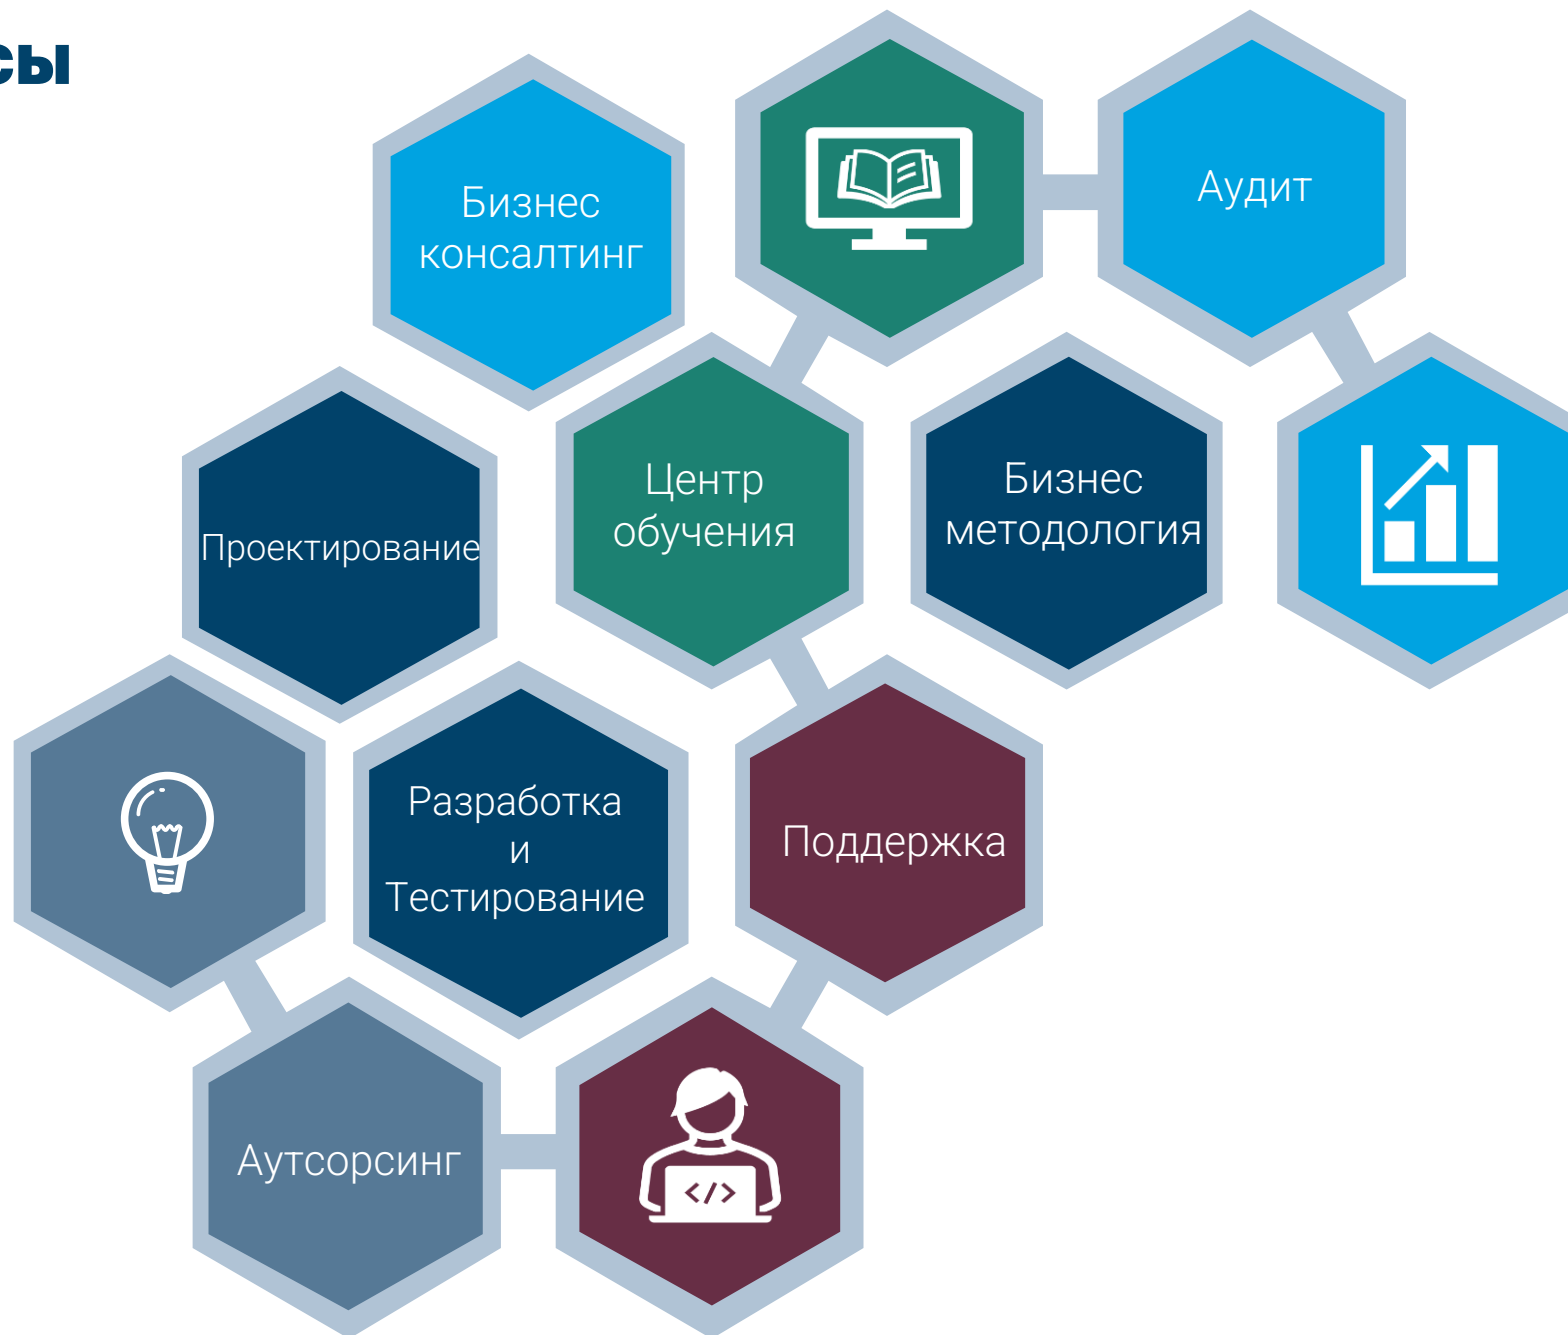 сы
Бизнес
консалтинг
Аудит
Центр
обучения
Бизнес
методология
Проектирование
Разработка
и
Тестирование
Поддержка
Аутсорсинг
</>